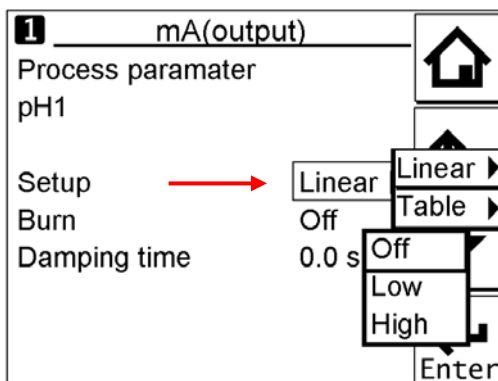 1 mA(output)
Process paramater
pH1
Setup Linear Linear
Table
Burn Off
Off
Damping time 0.0 s
Low
High
Enter